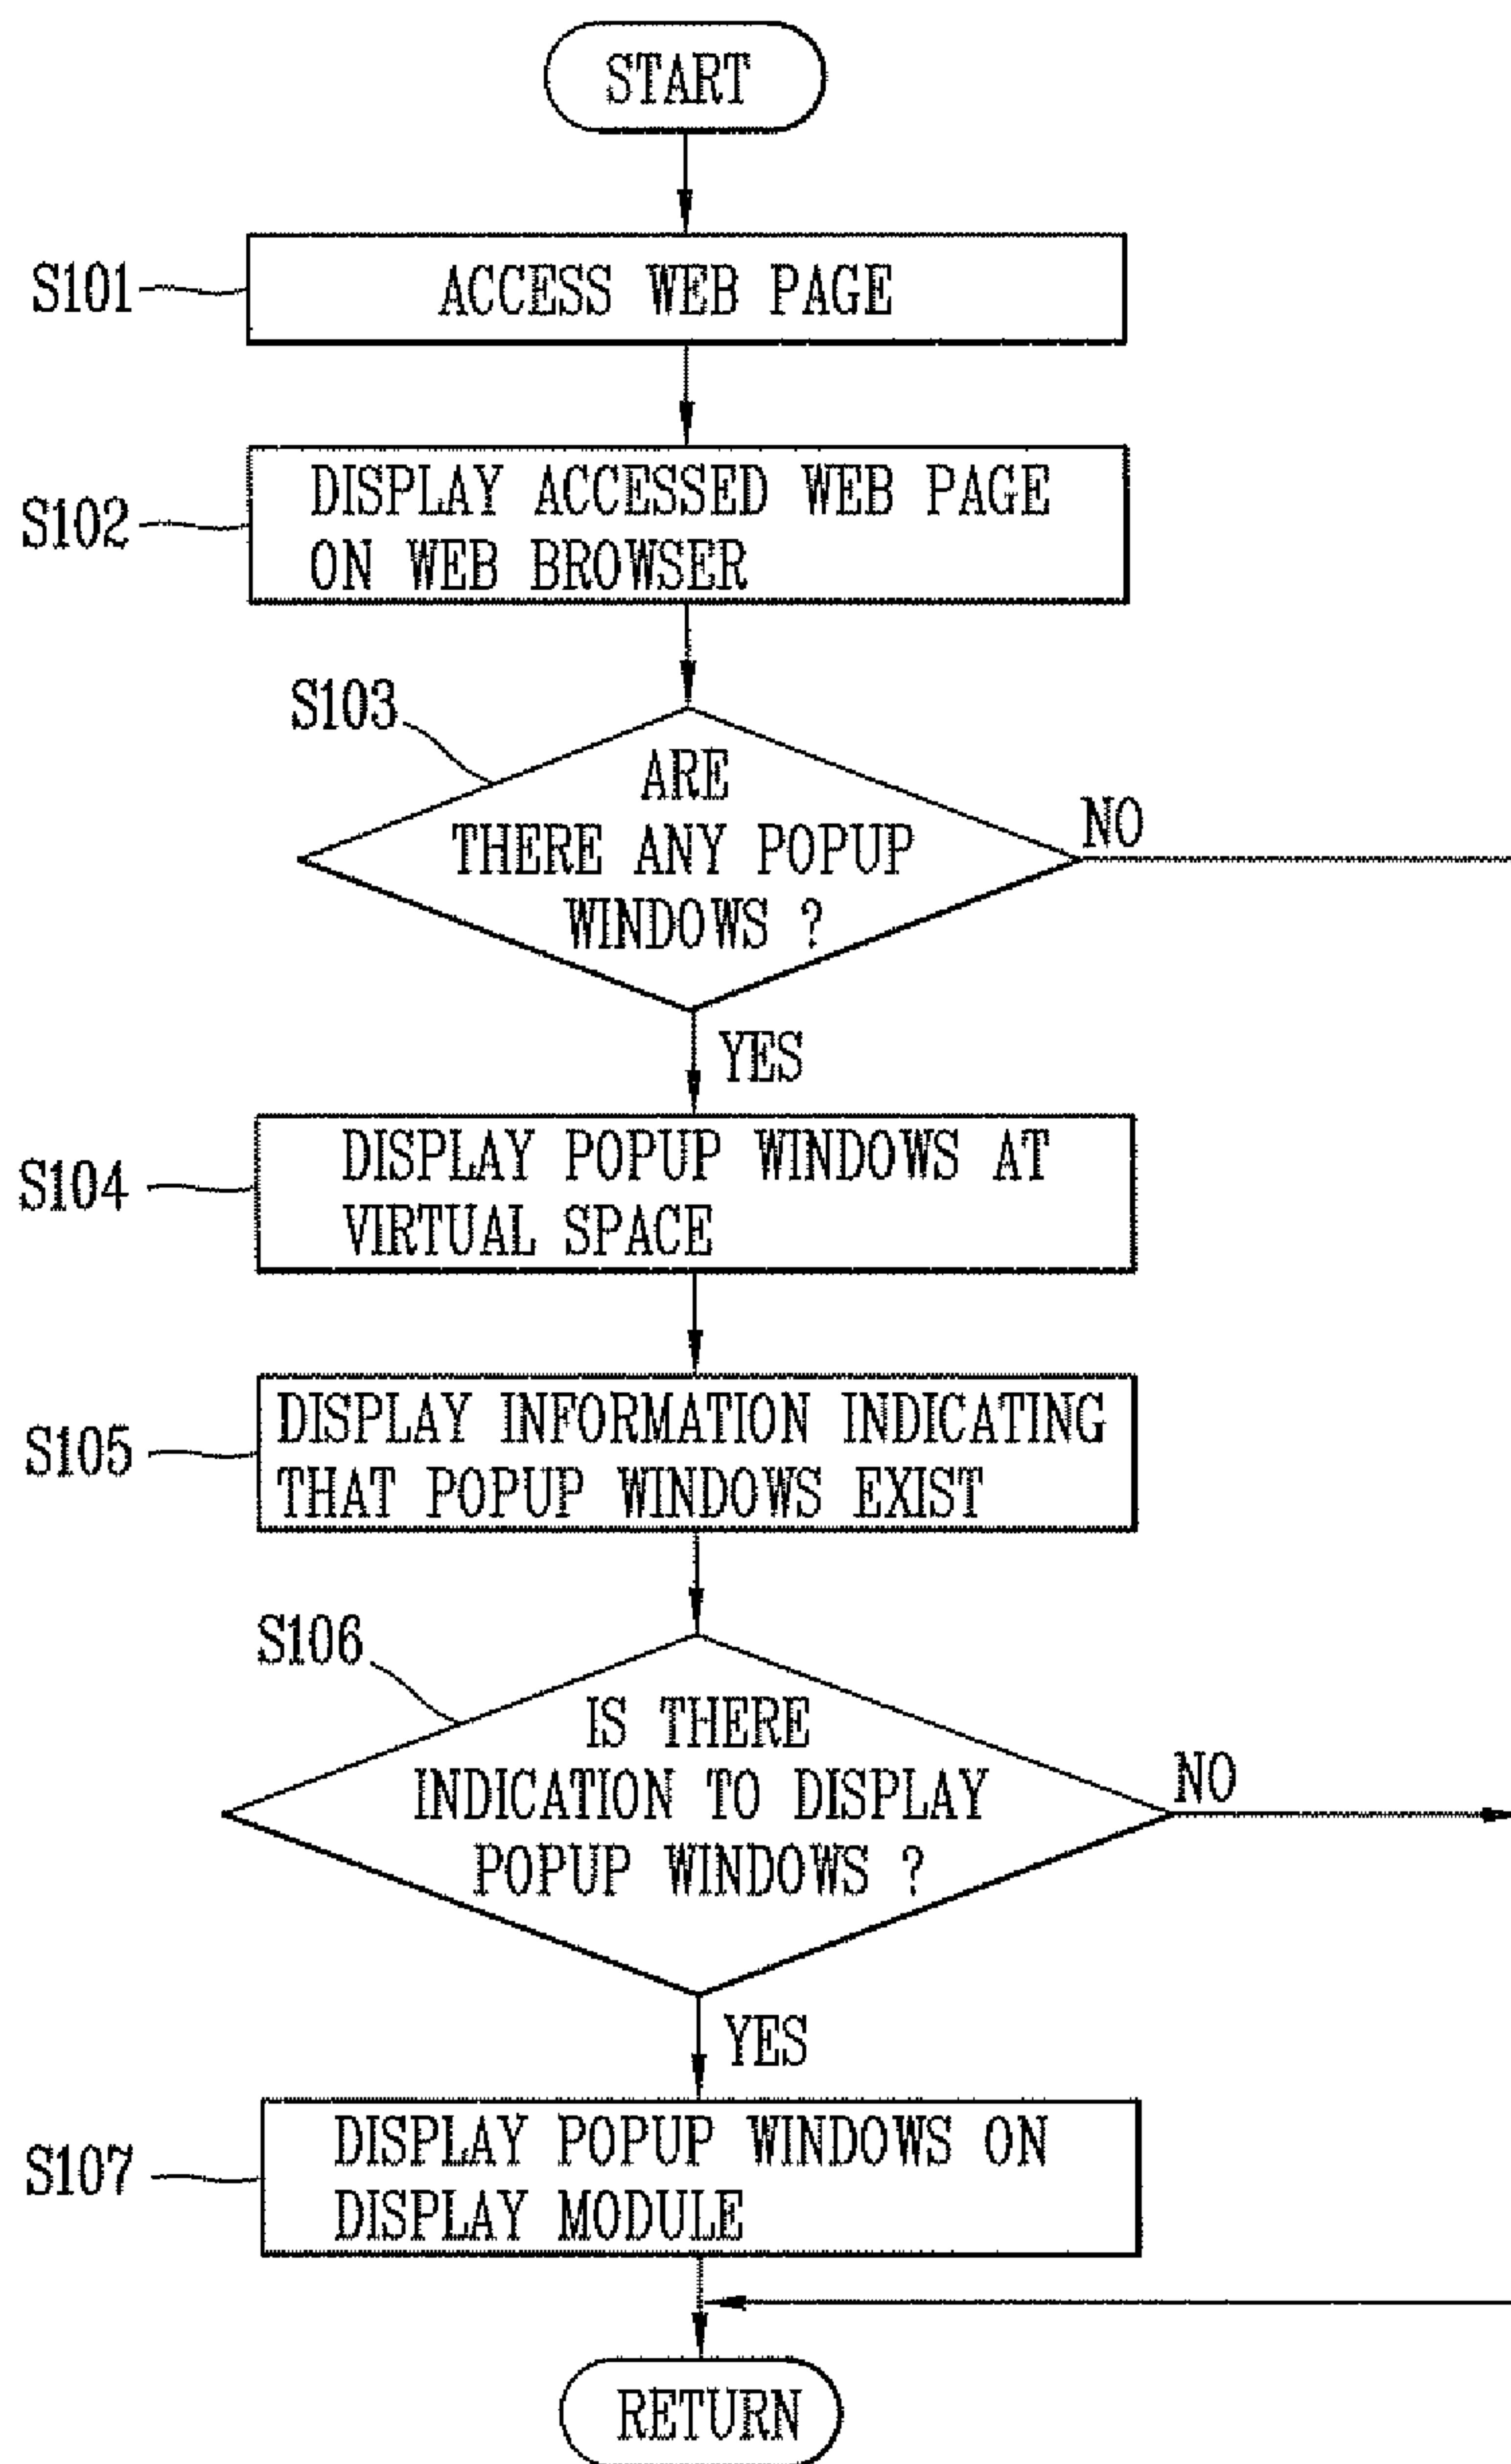 START
S101
ACCESS WEB PAGE
S102
DISPLAY ACCESSED WEB PAGE
ON WEB BROWSER
S103
ARE
THERE ANY POPUP
WINDOWS ?
NO
YES
S104
DISPLAY POPUP WINDOWS AT
VIRTUAL SPACE
S105
DISPLAY INFORMATION INDICATING
THAT POPUP WINDOWS EXIST
S106
IS THERE
INDICATION TO DISPLAY
POPUP WINDOWS ?
NO
YES
S107
DISPLAY POPUP WINDOWS ON
DISPLAY MODULE
RETURN